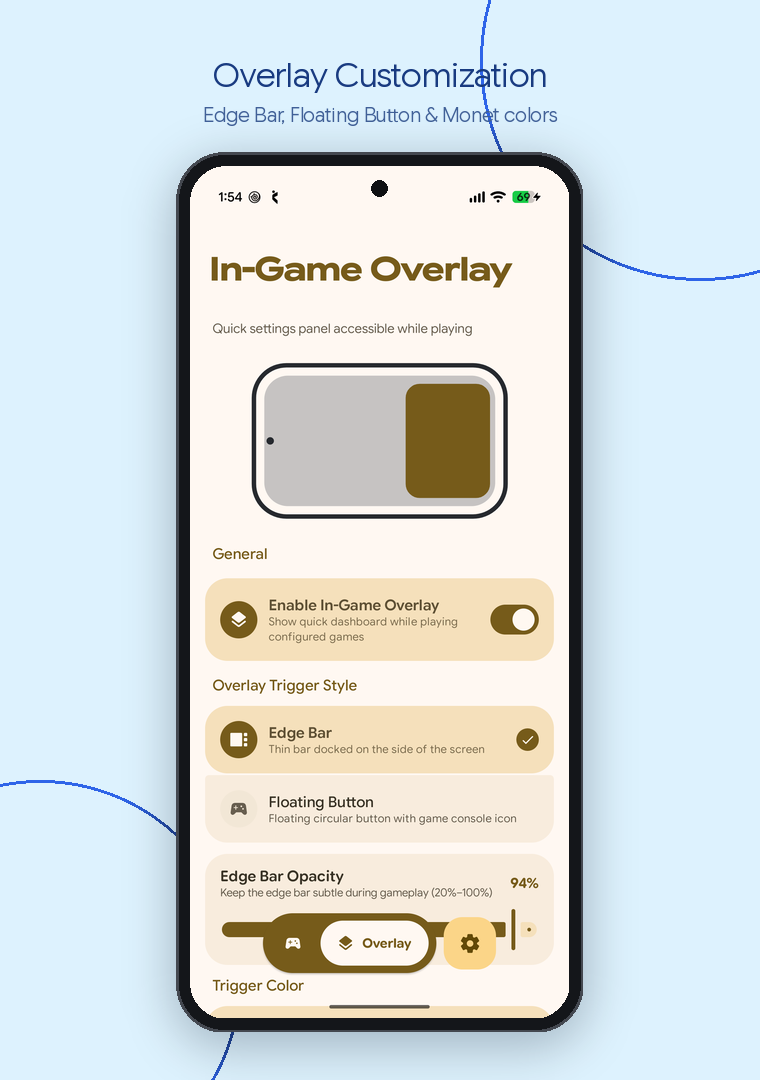 Overlay Customization
Edge Bar, Floating Button & Monet colors
1:54
69
In-Game Overlay
Quick settings panel accessible while playing
General
Enable In-Game Overlay
Show quick dashboard while playing
configured games
Overlay Trigger Style
Edge Bar
Thin bar docked on the side of the screen
Floating Button
Floating circular button with game console icon
Edge Bar Opacity
94%
Keep the edge bar subtle during gameplay (20%–100%)
Overlay
Trigger Color